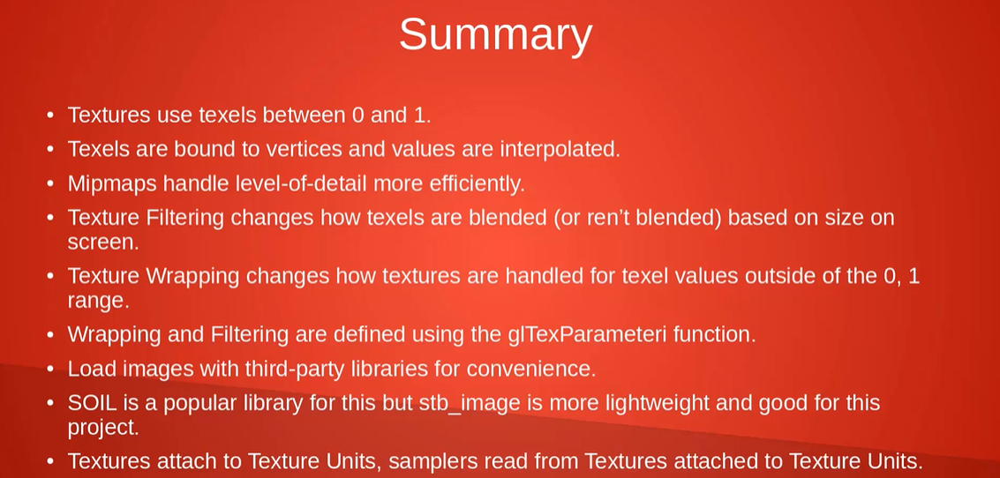 Summary
• Textures use texels between 0 and 1.
• Texels are bound to vertices and values are interpolated.
• Mipmaps handle level-of-detail more efficiently.
• Texture Filtering changes how texels are blended (or ren’t blended) based on size on
screen.
• Texture Wrapping changes how textures are handled for texel values outside of the 0, 1
range.
• Wrapping and Filtering are defined using the glTexParameteri function.
• Load images with third-party libraries for convenience.
• SOIL is a popular library for this but stb_image is more lightweight and good for this
project.
• Textures attach to Texture Units, samplers read from Textures attached to Texture Units.